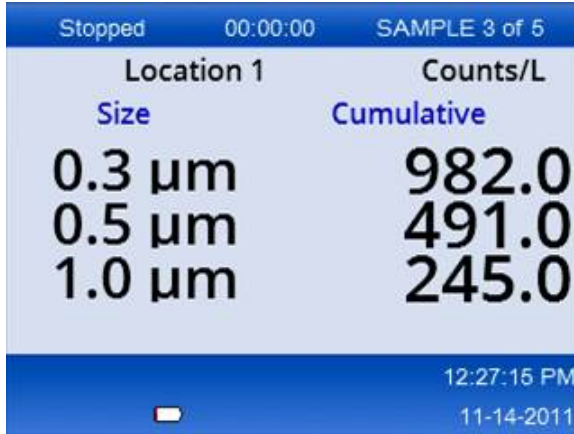 Stopped 00:00:00 SAMPLE 3 of 5
Location 1 Counts/L
Size Cumulative
0.3 µm 982.0
0.5 µm 491.0
1.0 µm 245.0
12:27:15 PM
11-14-2011